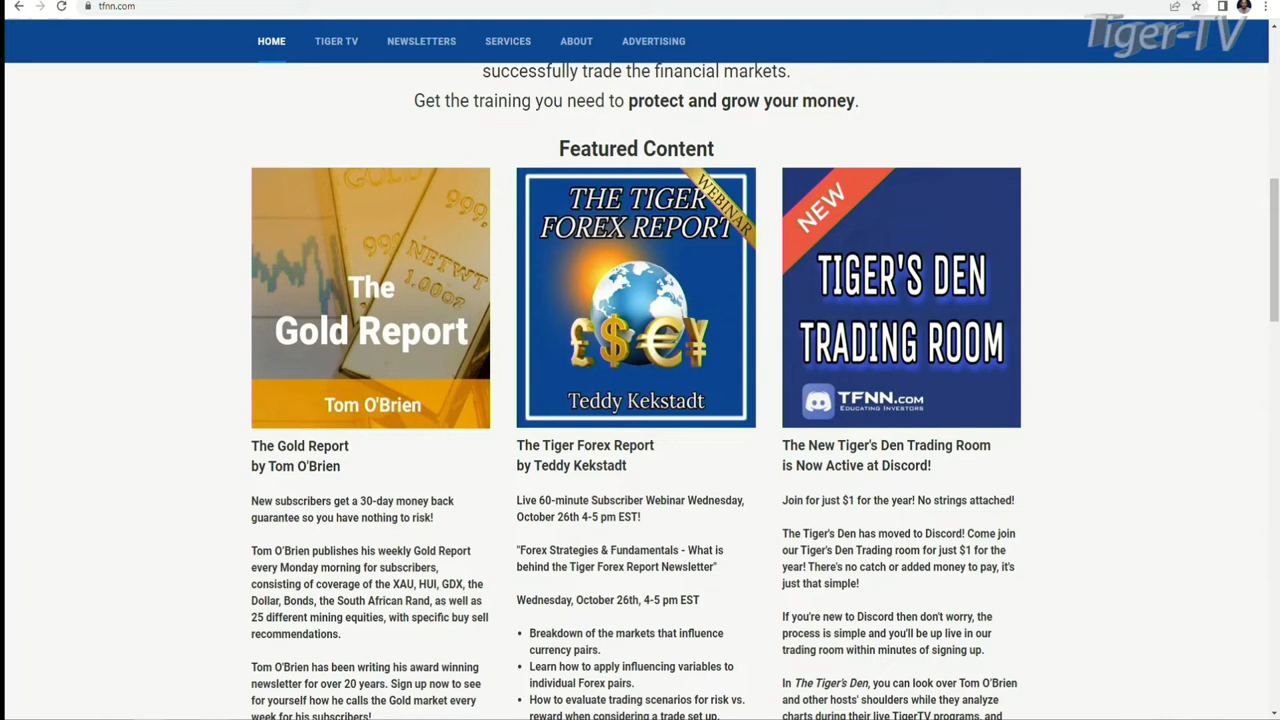 tfnn.com
Tiger-TV
HOME TIGER TV NEWSLETTERS SERVICES ABOUT ADVERTISING
successfully trade the financial markets.
Get the training you need to protect and grow your money.
Featured Content
GOLD
999,
999,
NETWT
1.00OZ
The
Gold Report
Tom O'Brien
The Gold Report
by Tom O'Brien
New subscribers get a 30-day money back
guarantee so you have nothing to risk!
Tom O'Brien publishes his weekly Gold Report
every Monday morning for subscribers,
consisting of coverage of the XAU, HUI, GDX, the
Dollar, Bonds, the South African Rand, as well as
25 different mining equities, with specific buy sell
recommendations.
Tom O'Brien has been writing his award winning
newsletter for over 20 years. Sign up now to see
for yourself how he calls the Gold market every
week for his subscribers!
WEBINAR
THE TIGER
FOREX REPORT
£$€¥
Teddy Kekstadt
The Tiger Forex Report
by Teddy Kekstadt
Live 60-minute Subscriber Webinar Wednesday,
October 26th 4-5 pm EST!
"Forex Strategies & Fundamentals - What is
behind the Tiger Forex Report Newsletter"
Wednesday, October 26th, 4-5 pm EST
• Breakdown of the markets that influence
currency pairs.
• Learn how to apply influencing variables to
individual Forex pairs.
• How to evaluate trading scenarios for risk vs.
reward when considering a trade set up.
NEW
TIGER'S DEN
TRADING ROOM
TFNN.COM
EDUCATING INVESTORS
The New Tiger's Den Trading Room
is Now Active at Discord!
Join for just $1 for the year! No strings attached!
The Tiger's Den has moved to Discord! Come join
our Tiger's Den Trading room for just $1 for the
year! There's no catch or added money to pay, it's
just that simple!
If you're new to Discord then don't worry, the
process is simple and you'll be up live in our
trading room within minutes of signing up.
In The Tiger's Den, you can look over Tom O'Brien
and other hosts' shoulders while they analyze
charts during their live TigerTV programs, and